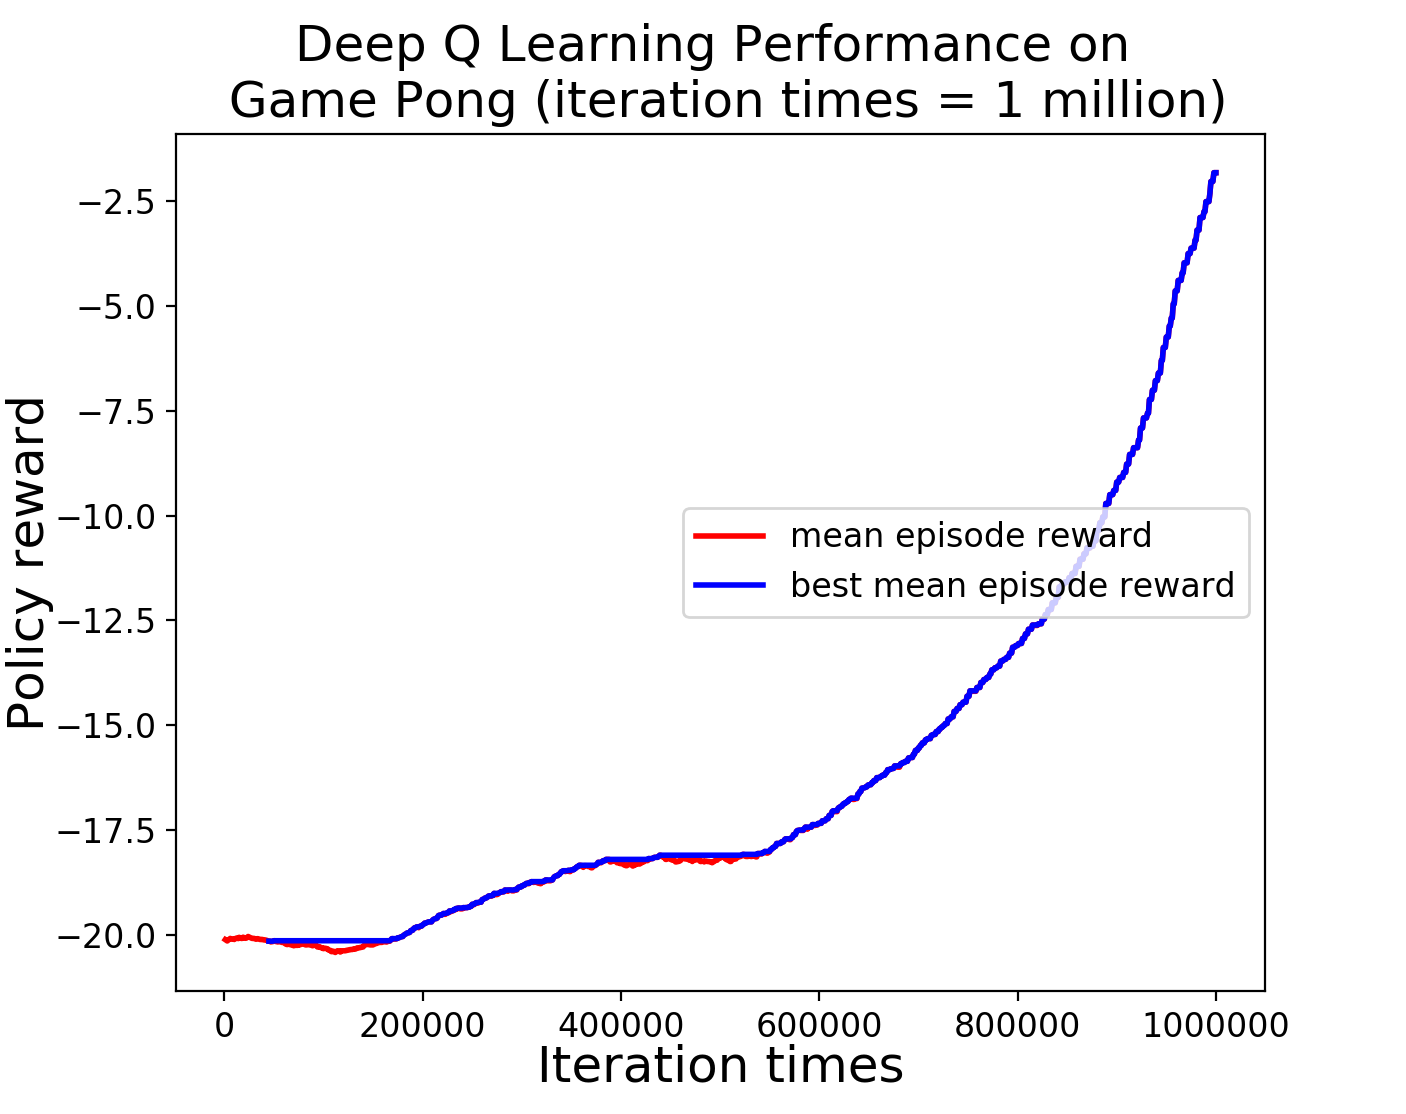 Deep Q Learning Performance on
Game Pong (iteration times = 1 million)
Policy reward
−2.5
−5.0
−7.5
−10.0
−12.5
−15.0
−17.5
−20.0
mean episode reward
best mean episode reward
0 200000 400000 600000 800000 1000000
Iteration times